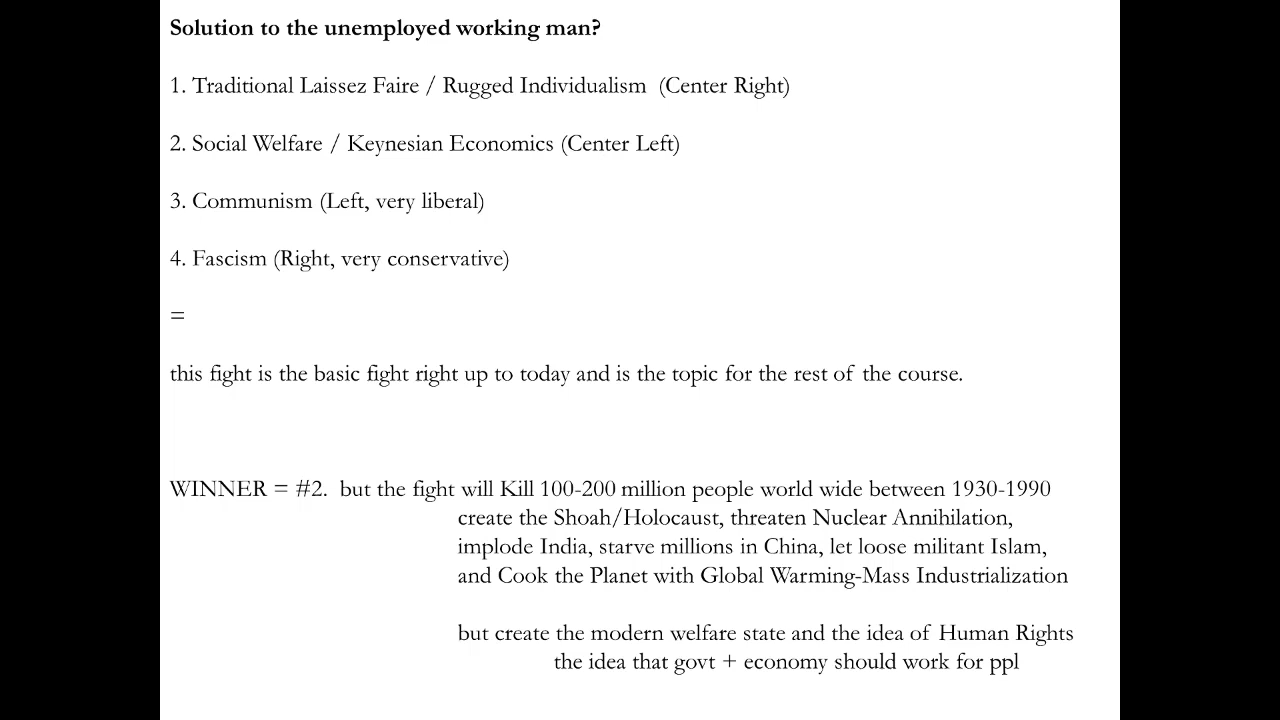 Solution to the unemployed working man?
1. Traditional Laissez Faire / Rugged Individualism (Center Right)
2. Social Welfare / Keynesian Economics (Center Left)
3. Communism (Left, very liberal)
4. Fascism (Right, very conservative)
=
this fight is the basic fight right up to today and is the topic for the rest of the course.
WINNER = #2. but the fight will Kill 100-200 million people world wide between 1930-1990
create the Shoah/Holocaust, threaten Nuclear Annihilation,
implode India, starve millions in China, let loose militant Islam,
and Cook the Planet with Global Warming-Mass Industrialization
but create the modern welfare state and the idea of Human Rights
the idea that govt + economy should work for ppl